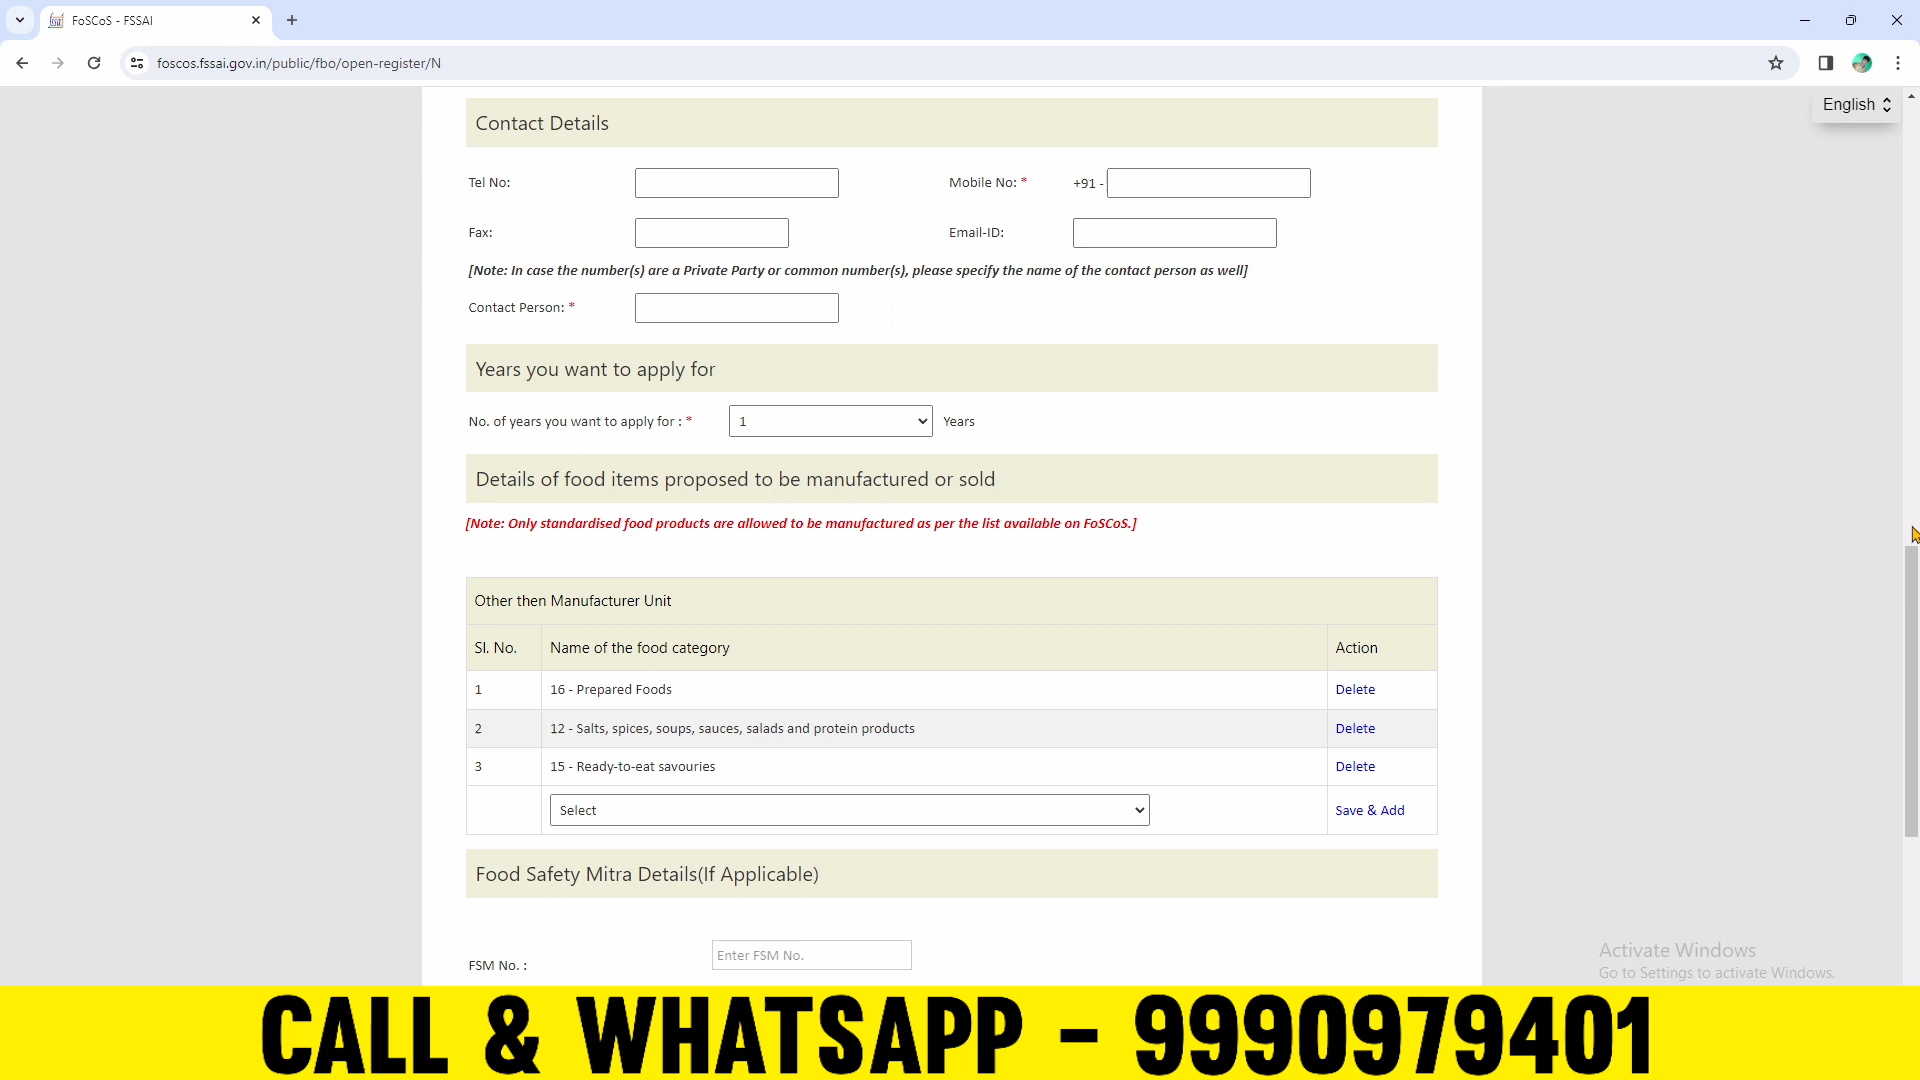 FoSCoS - FSSAI
foscos.fssai.gov.in/public/fbo/open-register/N
English
Contact Details
Tel No:
Mobile No: * +91 -
Fax:
Email-ID:
[Note: In case the number(s) are a Private Party or common number(s), please specify the name of the contact person as well]
Contact Person: *
Years you want to apply for
No. of years you want to apply for : * 1 Years
Details of food items proposed to be manufactured or sold
[Note: Only standardised food products are allowed to be manufactured as per the list available on FoSCoS.]
Other then Manufacturer Unit
Sl. No. Name of the food category Action
1 16 - Prepared Foods Delete
2 12 - Salts, spices, soups, sauces, salads and protein products Delete
3 15 - Ready-to-eat savouries Delete
Select Save & Add
Food Safety Mitra Details(If Applicable)
FSM No. : Enter FSM No.
Activate Windows
Go to Settings to activate Windows.
CALL & WHATSAPP - 9990979401